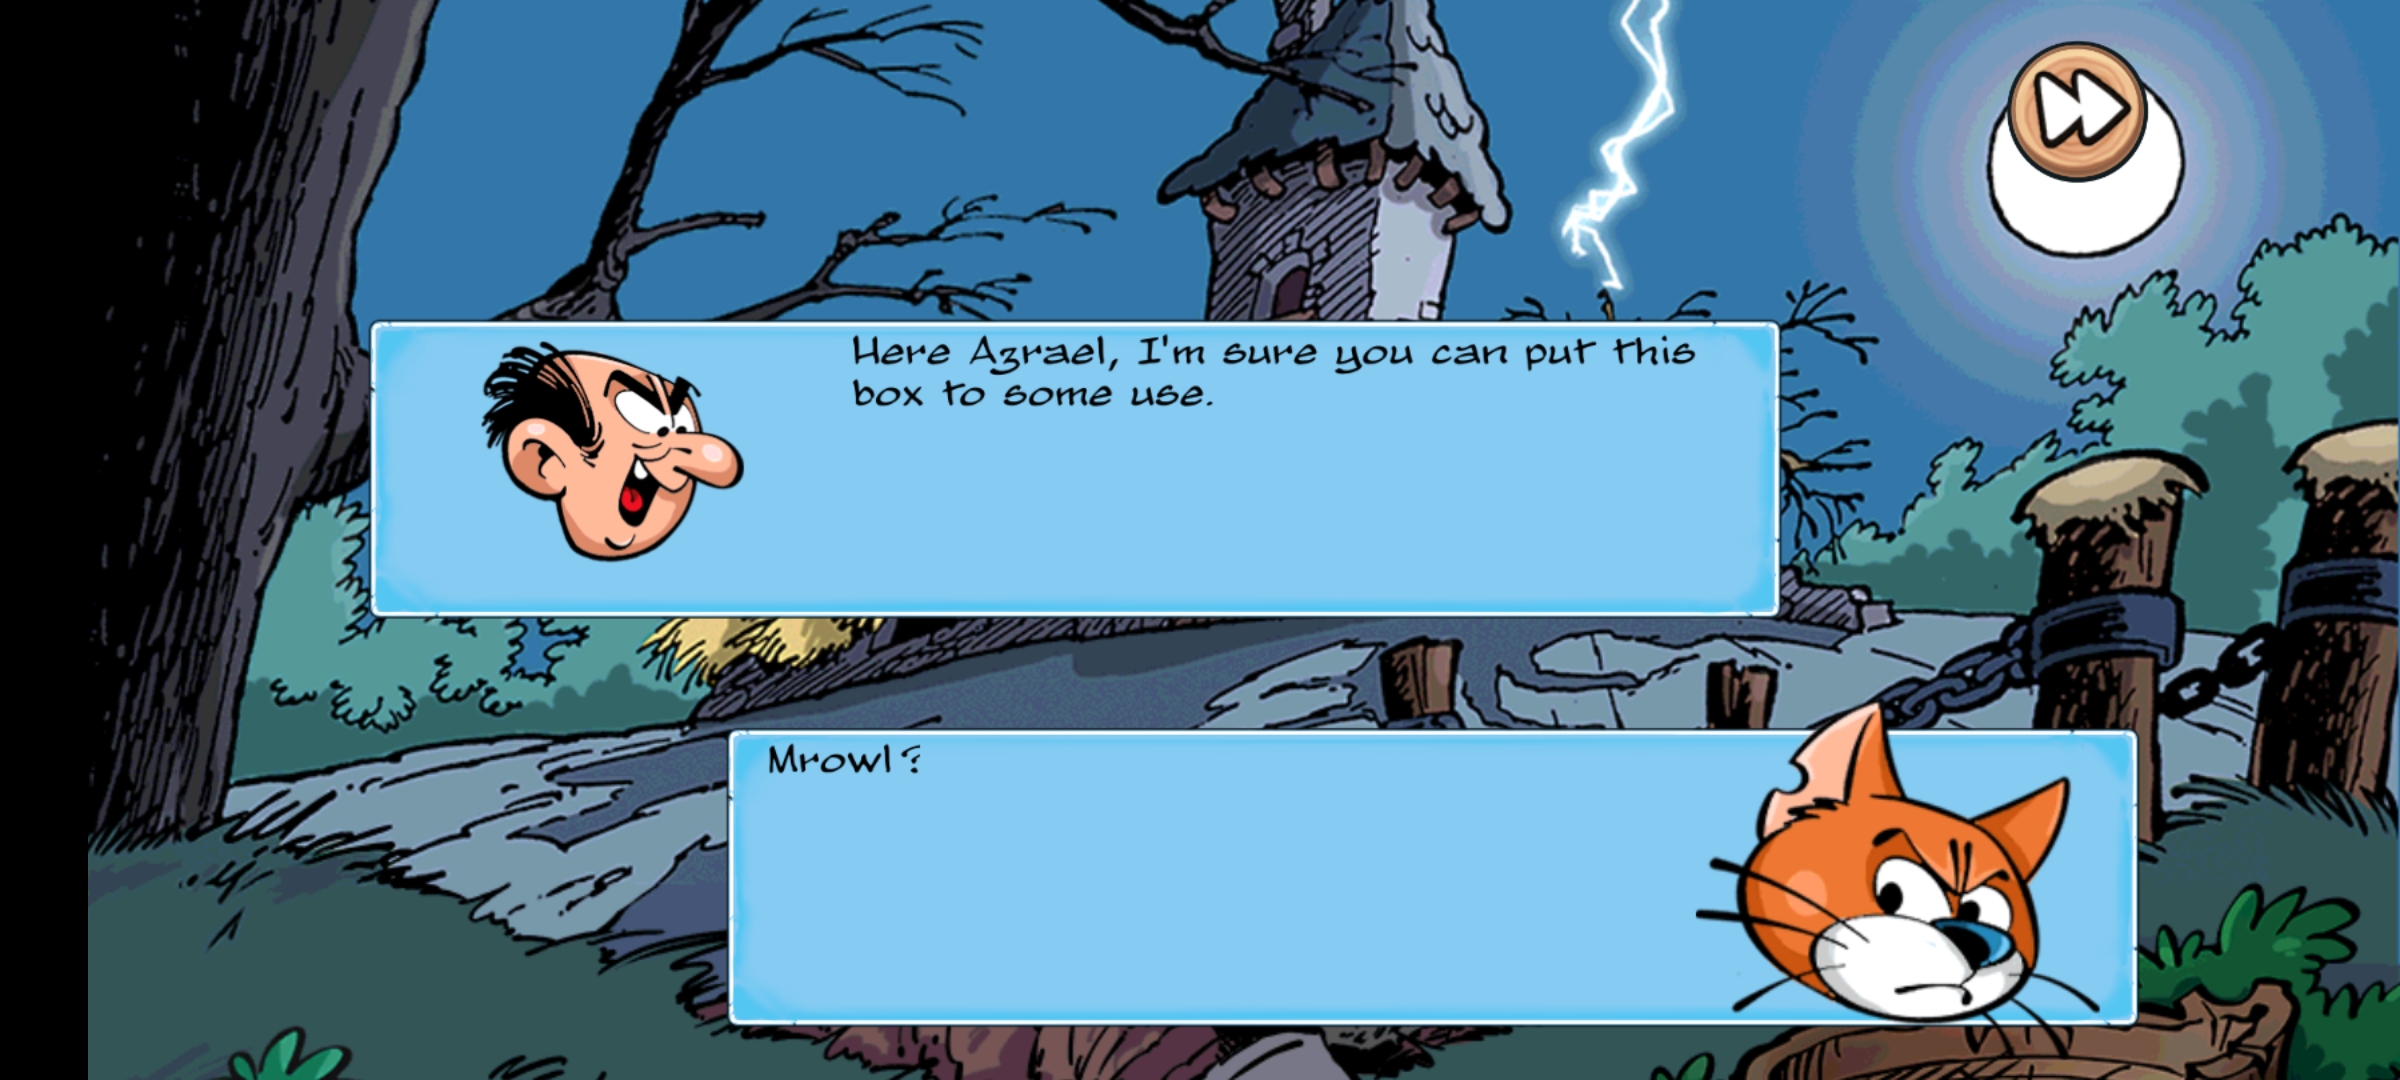 Here Azrael, I'm sure you can put this
box to some use.
Mrowl?